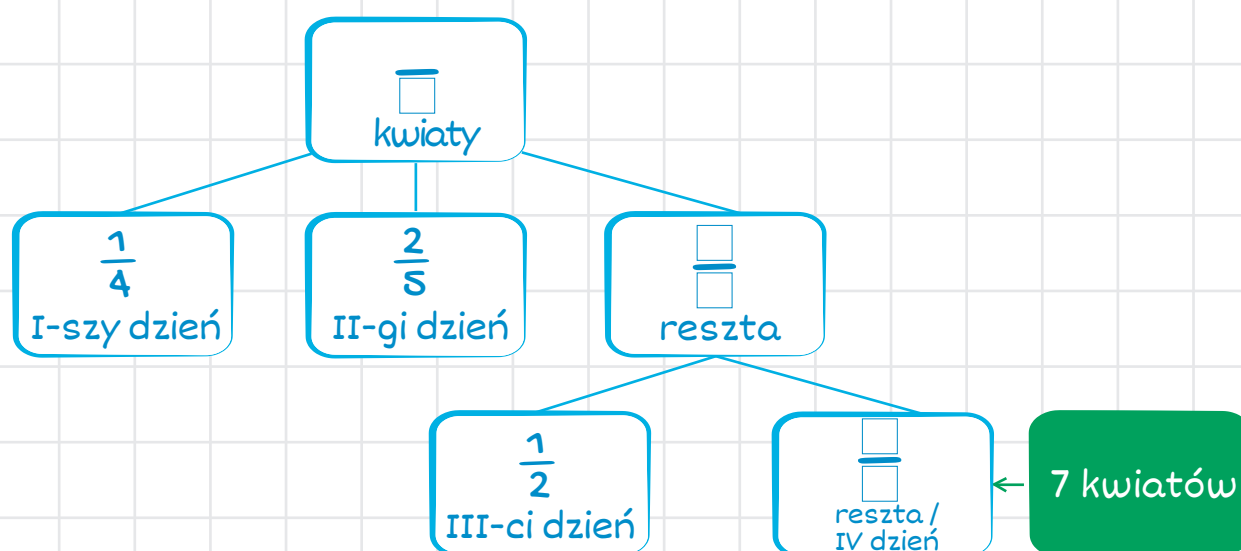 kwiaty
1
4
I-szy dzień
2
5
II-gi dzień
reszta
1
2
III-ci dzień
reszta /
IV dzień
7 kwiatów